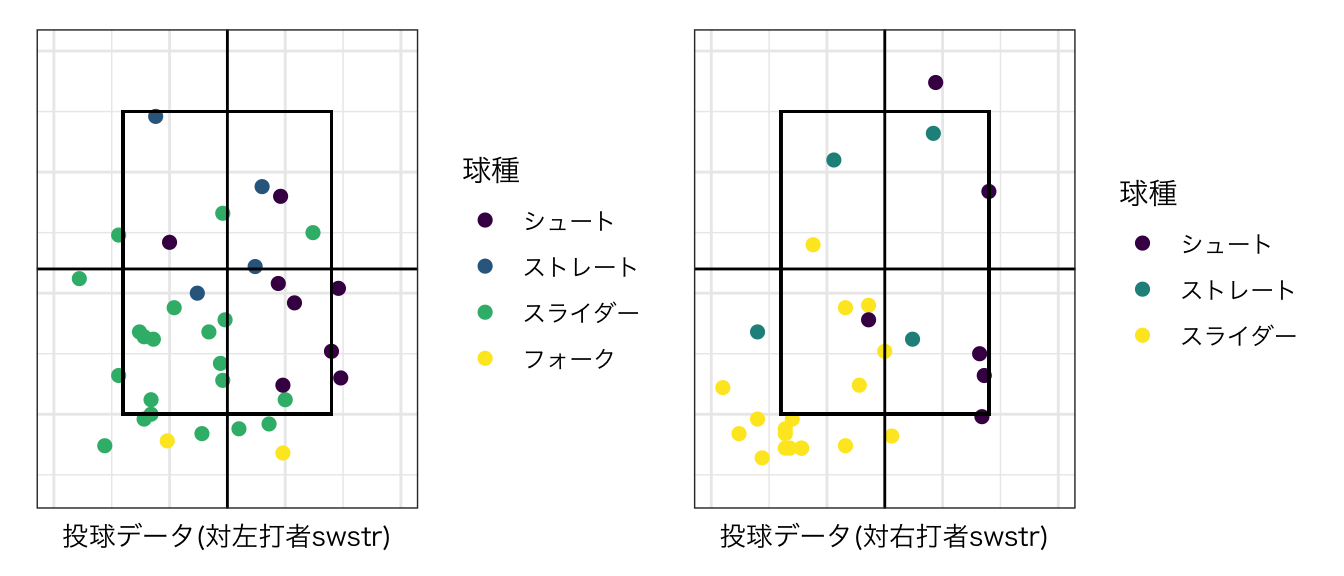 球種
シュート
ストレート
スライダー
フォーク
投球データ(対左打者swstr)
球種
シュート
ストレート
スライダー
投球データ(対右打者swstr)